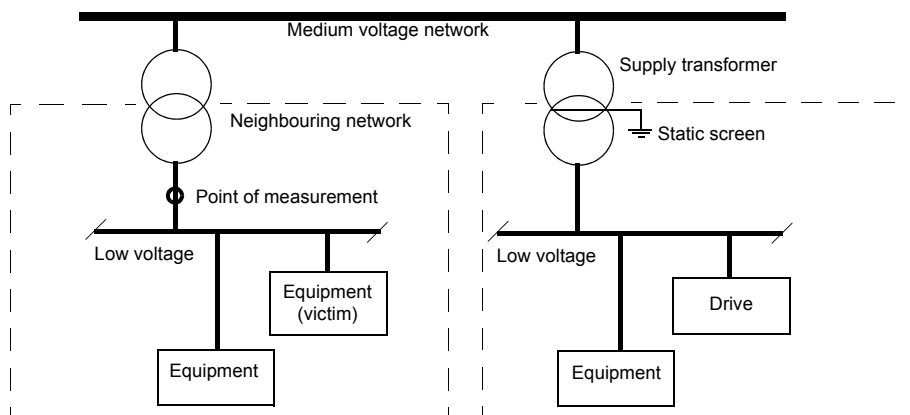 Medium voltage network
Supply transformer
Neighbouring network
Static screen
Point of measurement
Low voltage
Low voltage
Equipment
(victim)
Drive
Equipment
Equipment